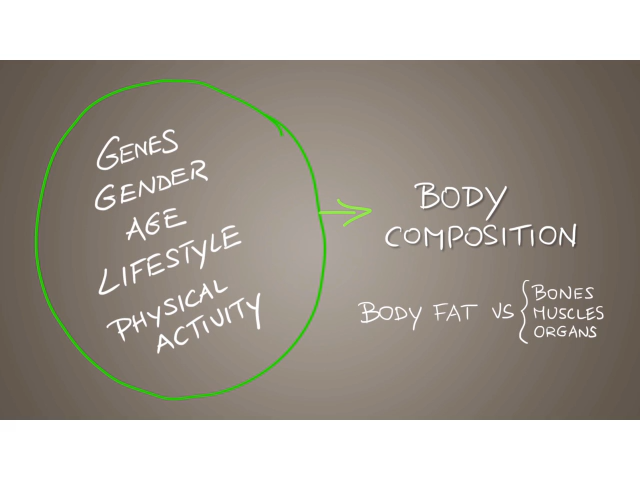 GENES
GENDER
AGE
LIFESTYLE
PHYSICAL
ACTIVITY
BODY
COMPOSITION
BODY FAT VS { BONES
MUSCLES
ORGANS